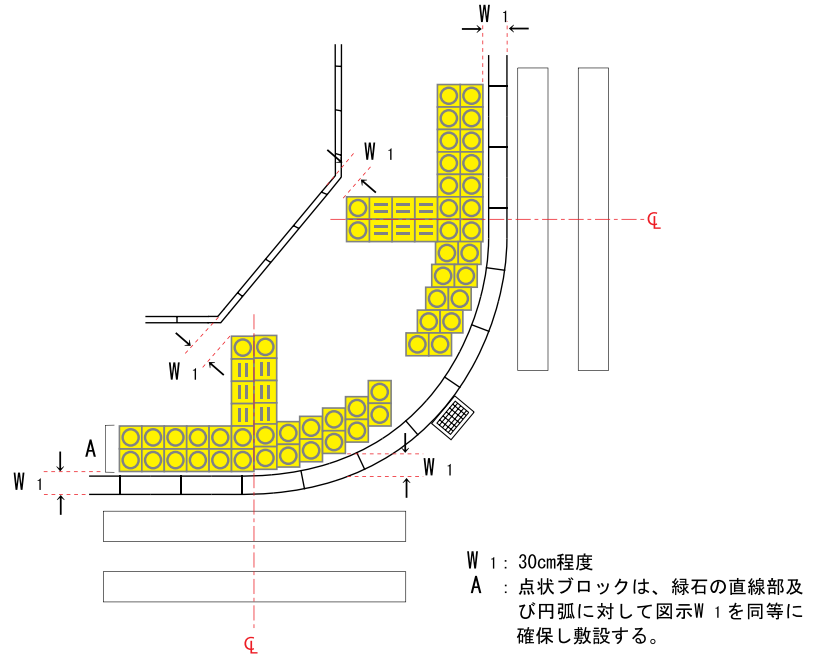 W 1
W 1
℄
W 1
A
W 1
W 1
W 1 : 30cm程度
A : 点状ブロックは、緑石の直線部及
び円弧に対して図示W 1 を同等に
確保し敷設する。
℄